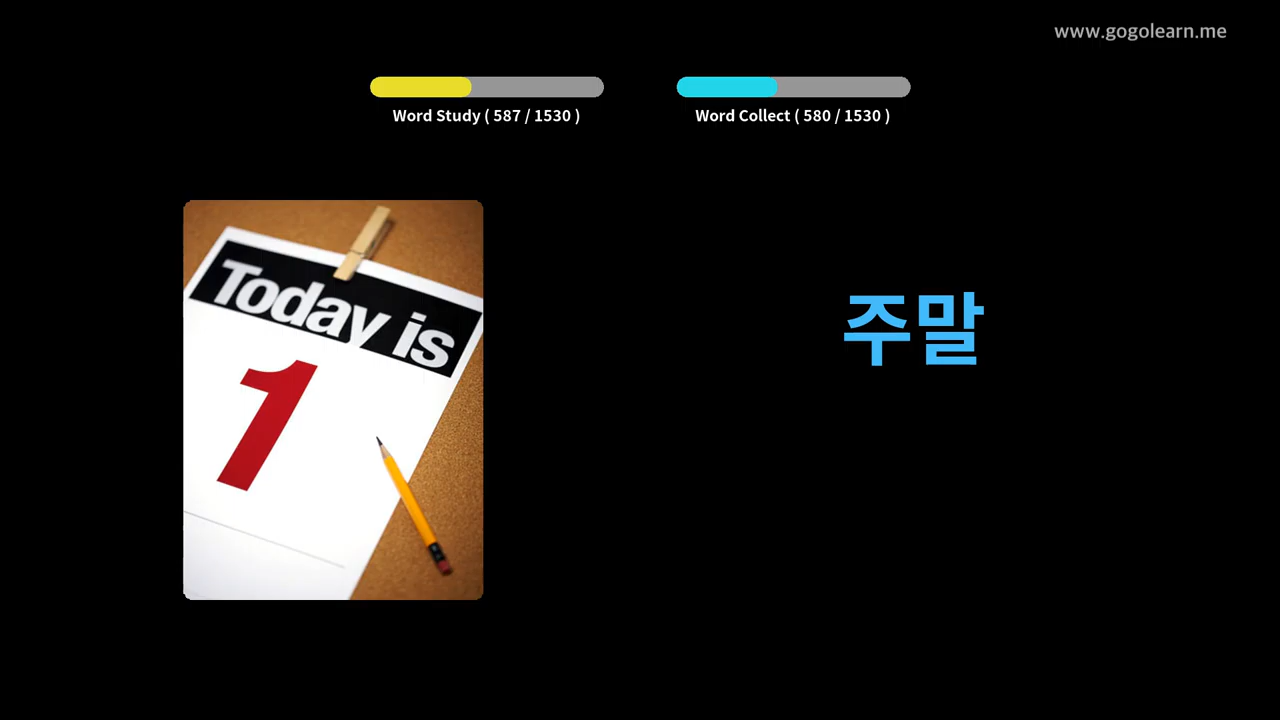 www.gogolearn.me
Word Study ( 587 / 1530 )
Word Collect ( 580 / 1530 )
Today is
1
주말